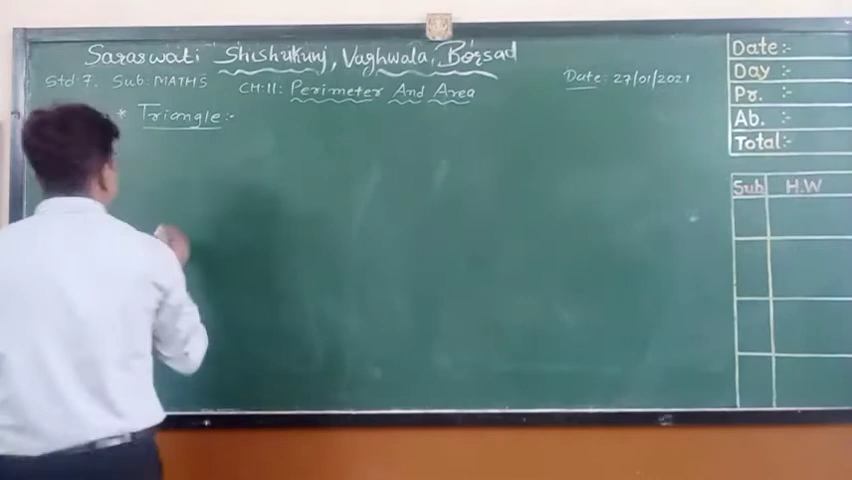 Saraswati Shishukunj, Vaghwala, Borsad
Std: 7. Sub: MATHS CH:11: Perimeter And Area Date: 27/01/2021
* Triangle:-
Date:-
Day :-
Pr. :-
Ab. :-
Total:-
Sub H.W